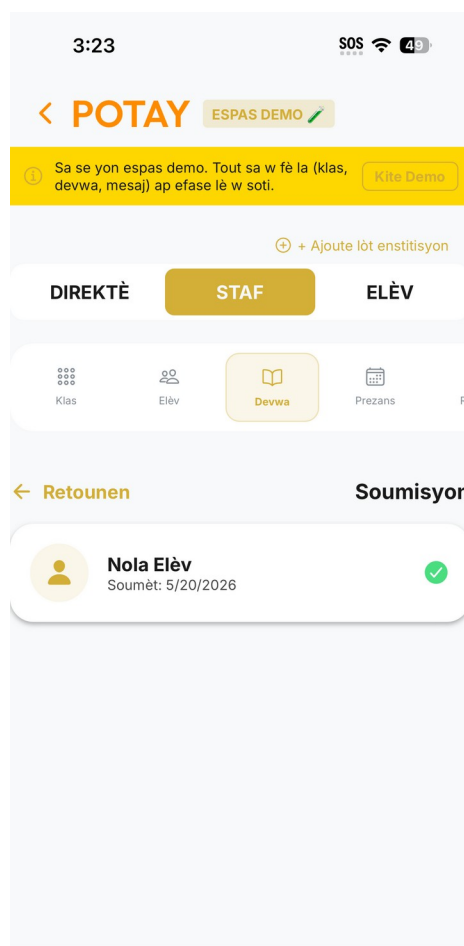 3:23
SOS
49
POTAY
ESPAS DEMO
Sa se yon espas demo. Tout sa w fè la (klas,
devwa, mesaj) ap efase lè w soti.
Kite Demo
+ Ajoute lòt enstitisyon
DIREKTÈ
STAF
ELÈV
Klas
Elèv
Devwa
Prezans
Retounen
Soumisyon
Nola Elèv
Soumèt: 5/20/2026